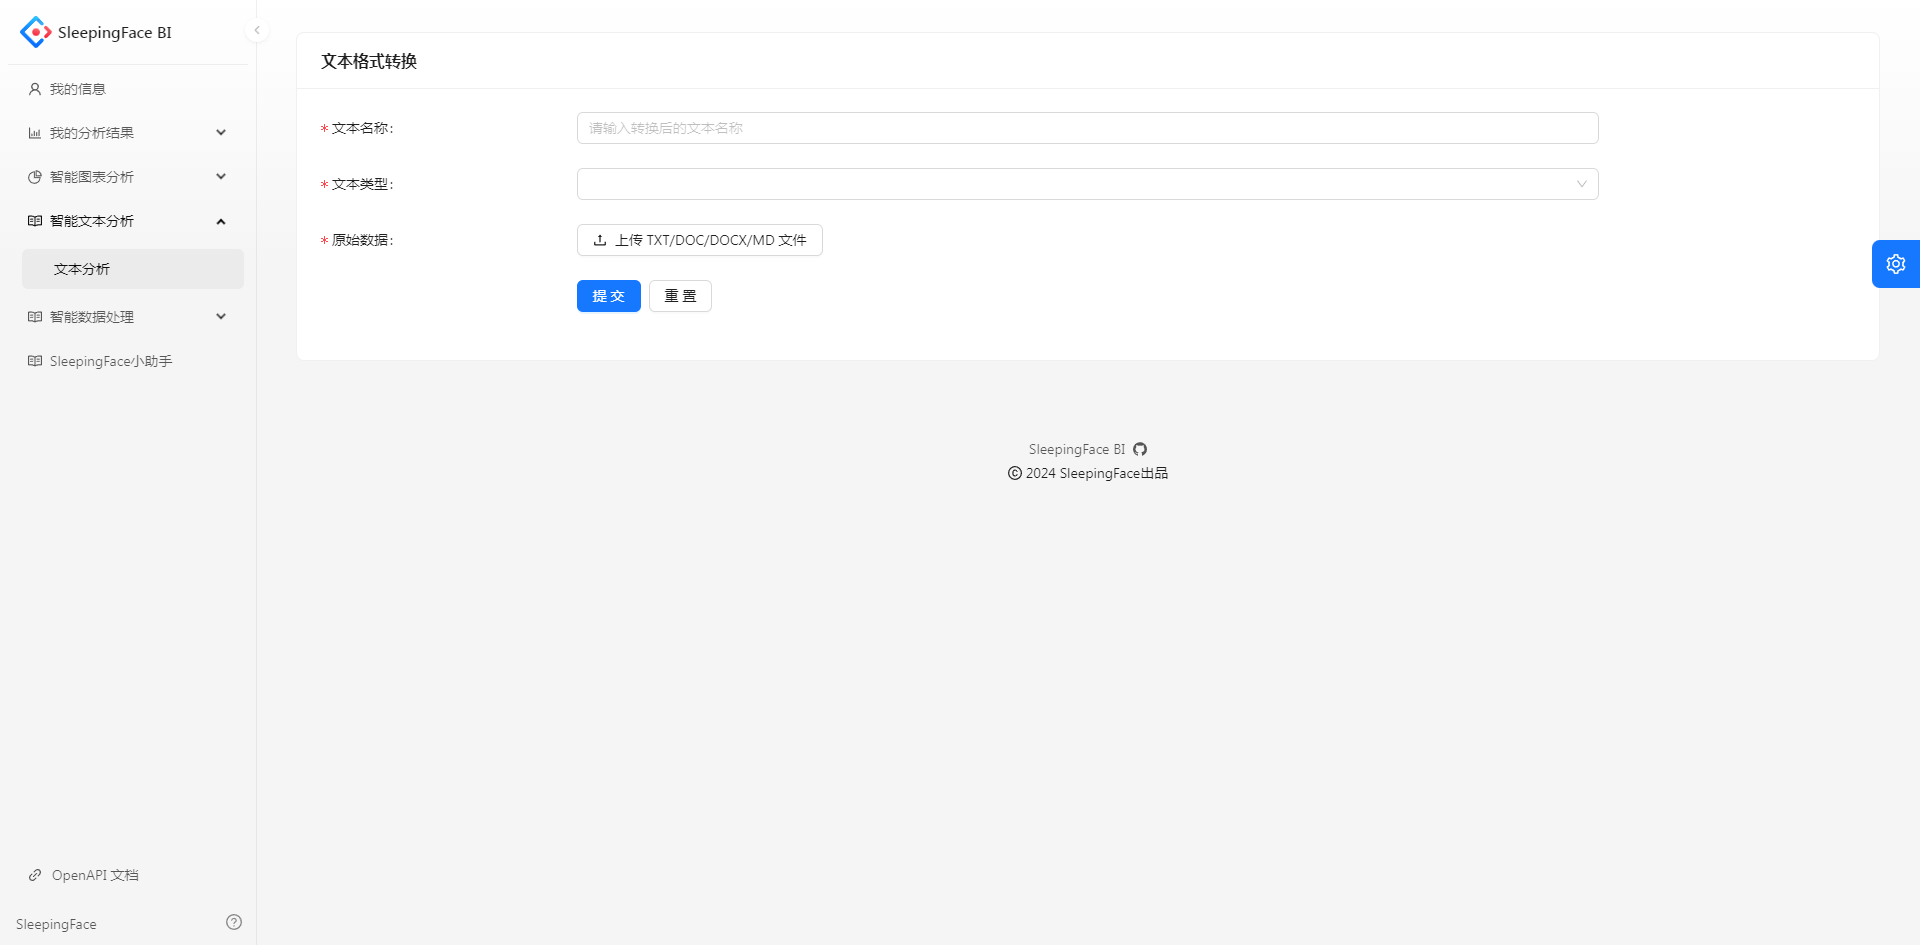 SleepingFace BI
我的信息
我的分析结果
智能图表分析
智能文本分析
文本分析
智能数据处理
SleepingFace小助手
OpenAPI 文档
SleepingFace
文本格式转换
* 文本名称:
请输入转换后的文本名称
* 文本类型:
* 原始数据:
上传 TXT/DOC/DOCX/MD 文件
提 交
重 置
SleepingFace BI
© 2024 SleepingFace出品